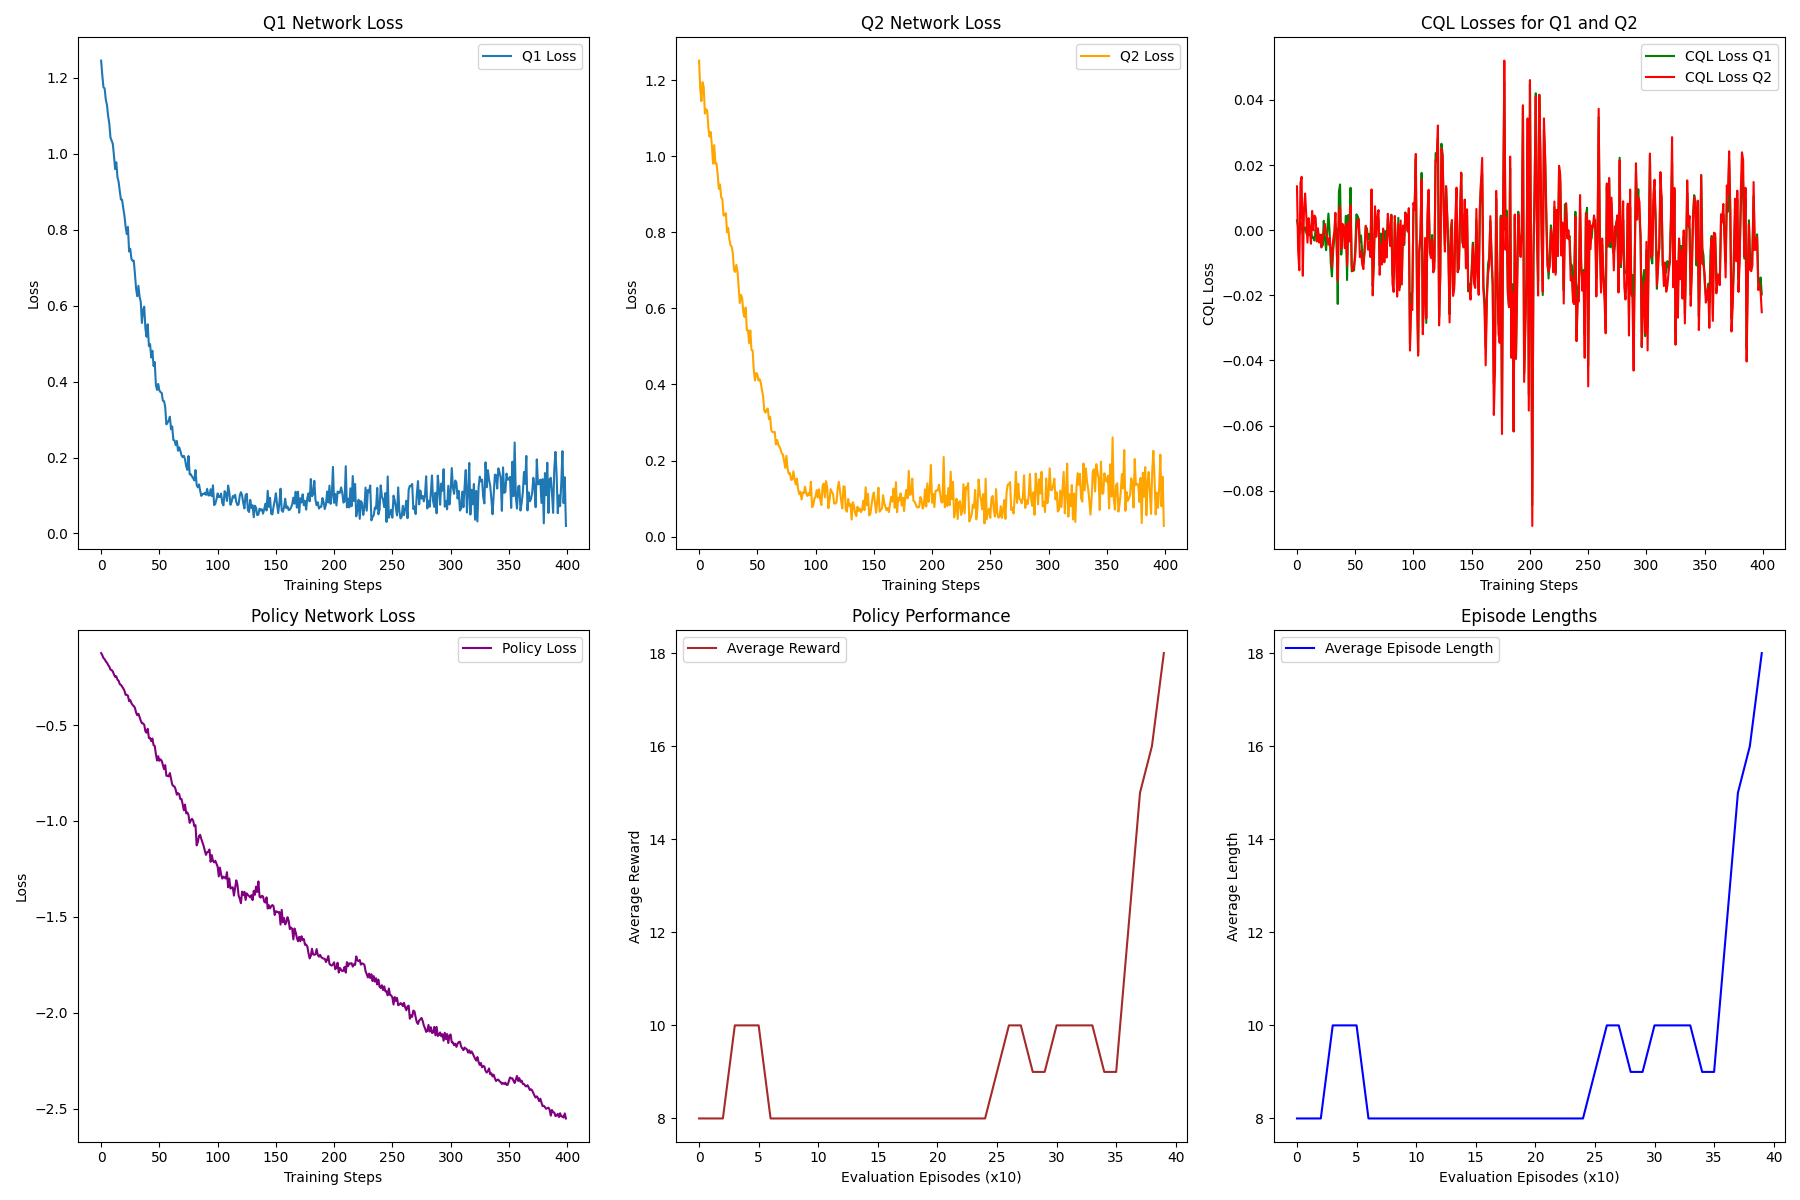 Q1 Network Loss
Q1 Loss
1.2
1.0
0.8
0.6
0.4
0.2
0.0
Loss
0 50 100 150 200 250 300 350 400
Training Steps
Q2 Network Loss
Q2 Loss
1.2
1.0
0.8
0.6
0.4
0.2
0.0
Loss
0 50 100 150 200 250 300 350 400
Training Steps
CQL Losses for Q1 and Q2
CQL Loss Q1
CQL Loss Q2
0.04
0.02
0.00
−0.02
−0.04
−0.06
−0.08
CQL Loss
0 50 100 150 200 250 300 350 400
Training Steps
Policy Network Loss
Policy Loss
−0.5
−1.0
−1.5
−2.0
−2.5
Loss
0 50 100 150 200 250 300 350 400
Training Steps
Policy Performance
Average Reward
18
16
14
12
10
8
Average Reward
0 5 10 15 20 25 30 35 40
Evaluation Episodes (x10)
Episode Lengths
Average Episode Length
18
16
14
12
10
8
Average Length
0 5 10 15 20 25 30 35 40
Evaluation Episodes (x10)